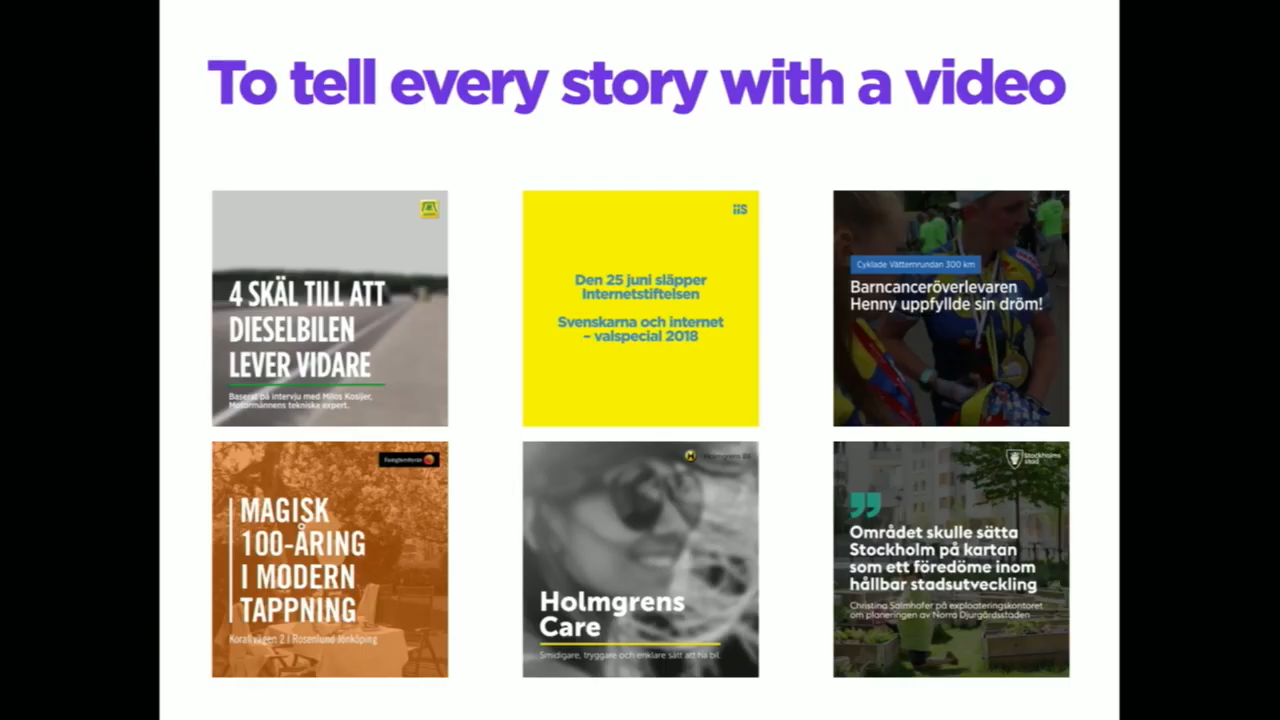 To tell every story with a video
4 SKÄL TILL ATT
DIESELBILEN
LEVER VIDARE
Baserat på intervju med Milos Kosijer,
Motormännens tekniska expert.
iis
Den 25 juni släpper
Internetstiftelsen
Svenskarna och internet
– valspecial 2018
Cyklade Vätternrundan 300 km
Barncanceröverlevaren
Henny uppfyllde sin dröm!
MAGISK
100-ÅRING
I MODERN
TAPPNING
Korallvägen 2 | Rosenlund Jönköping
H
Holmgrens Bil
Holmgrens
Care
Smidigare, tryggare och enklare sätt att ha bil.
Stockholms
stad
”
Området skulle sätta
Stockholm på kartan
som ett föredöme inom
hållbar stadsutveckling
Christina Salmhofer på exploateringskontoret
om planeringen av Norra Djurgårdsstaden